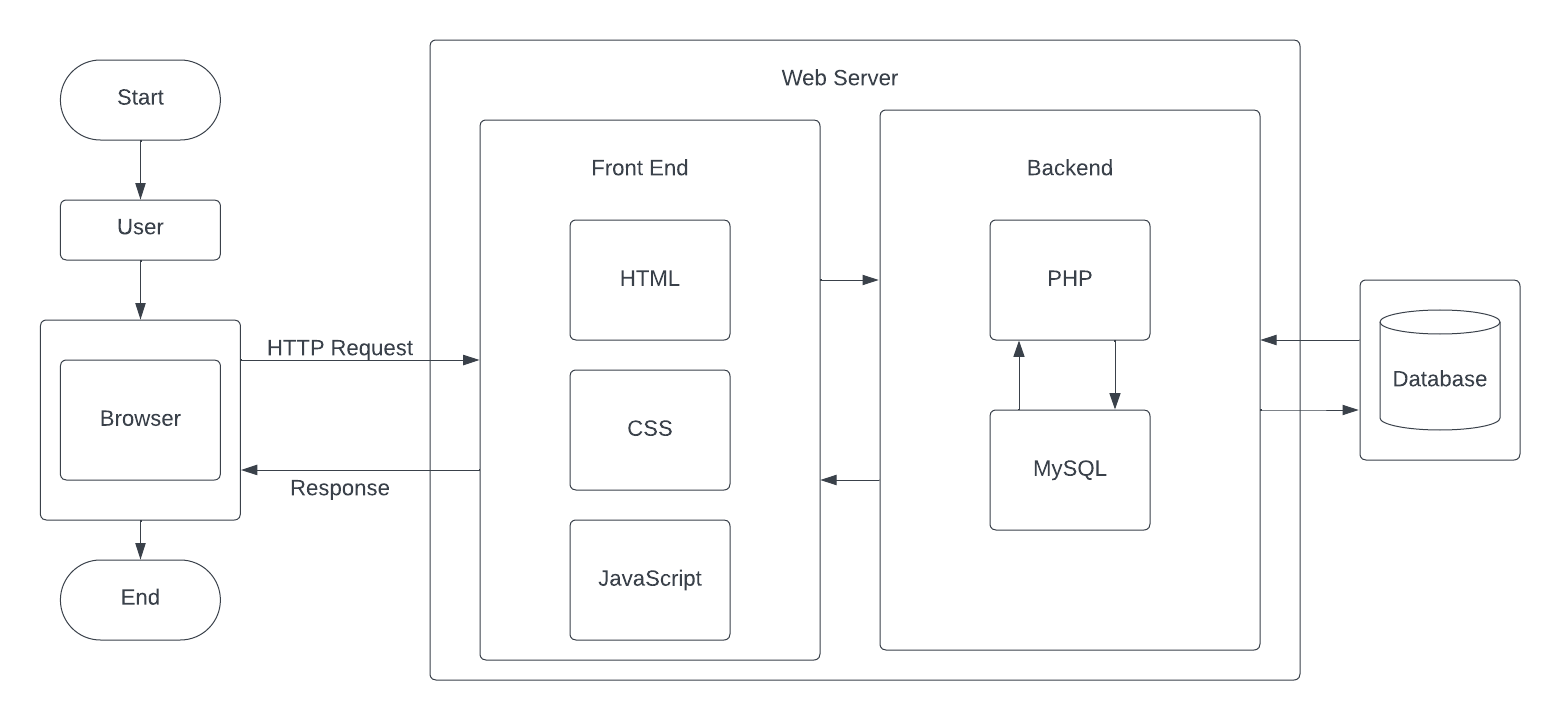 Start
User
Browser
End
HTTP Request
Response
Web Server
Front End
HTML
CSS
JavaScript
Backend
PHP
MySQL
Database